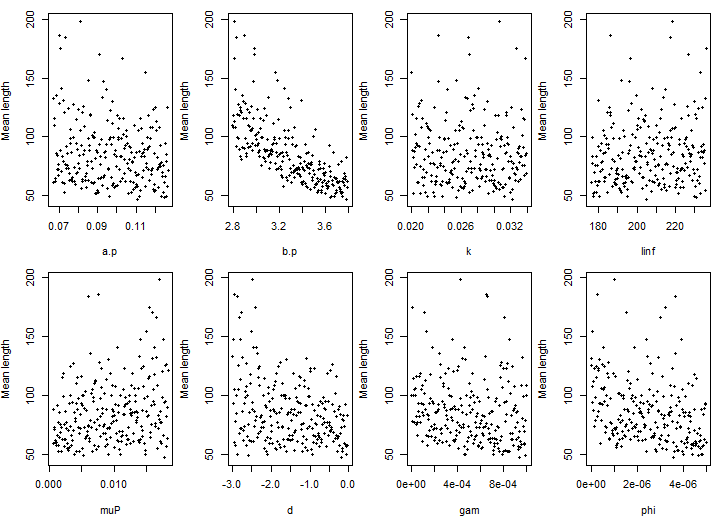 200
150
100
50
Mean length
0.07 0.09 0.11
a.p
200
150
100
50
Mean length
2.8 3.2 3.6
b.p
200
150
100
50
Mean length
0.020 0.026 0.032
k
200
150
100
50
Mean length
180 200 220
linf
200
150
100
50
Mean length
0.000 0.010
muP
200
150
100
50
Mean length
-3.0 -2.0 -1.0 0.0
d
200
150
100
50
Mean length
0e+00 4e-04 8e-04
gam
200
150
100
50
Mean length
0e+00 2e-06 4e-06
phi